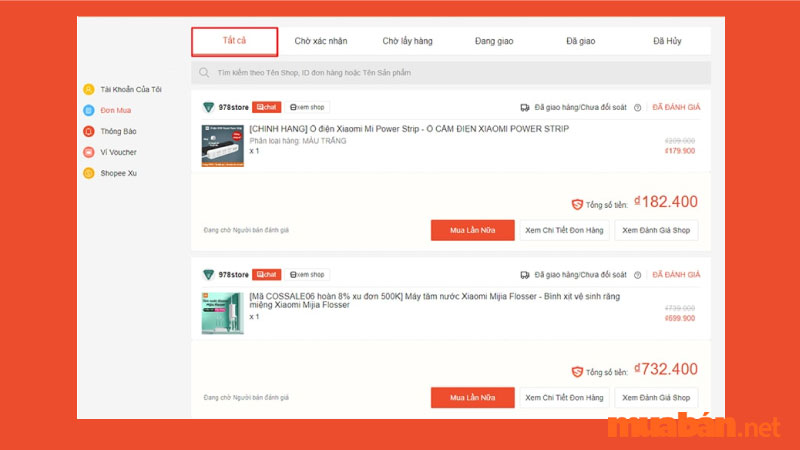 Tất cả
Chờ xác nhận
Chờ lấy hàng
Đang giao
Đã giao
Đã Hủy
Tìm kiếm theo Tên Shop, ID đơn hàng hoặc Tên Sản phẩm
Tài Khoản Của Tôi
Đơn Mua
Thông Báo
Ví Voucher
Shopee Xu
978store chat xem shop
Đã giao hàng/Chưa đối soát ĐÃ ĐÁNH GIÁ
[CHÍNH HÃNG] Ổ điện Xiaomi Mi Power Strip - Ổ CẮM ĐIỆN XIAOMI POWER STRIP
Phân loại hàng: MÀU TRẮNG
x 1
₫179.900
Tổng số tiền: ₫182.400
Đang chờ Người bán đánh giá
Mua Lần Nữa
Xem Chi Tiết Đơn Hàng
Xem Đánh Giá Shop
978store chat xem shop
Đã giao hàng/Chưa đối soát ĐÃ ĐÁNH GIÁ
[Mã COSSALE06 hoàn 8% xu đơn 500K] Máy tăm nước Xiaomi Mijia Flosser - Bình xịt vệ sinh răng
miệng Xiaomi Mijia Flosser
x 1
₫739.000
₫699.900
Tổng số tiền: ₫732.400
Đang chờ Người bán đánh giá
Mua Lần Nữa
Xem Chi Tiết Đơn Hàng
Xem Đánh Giá Shop
muaban.net